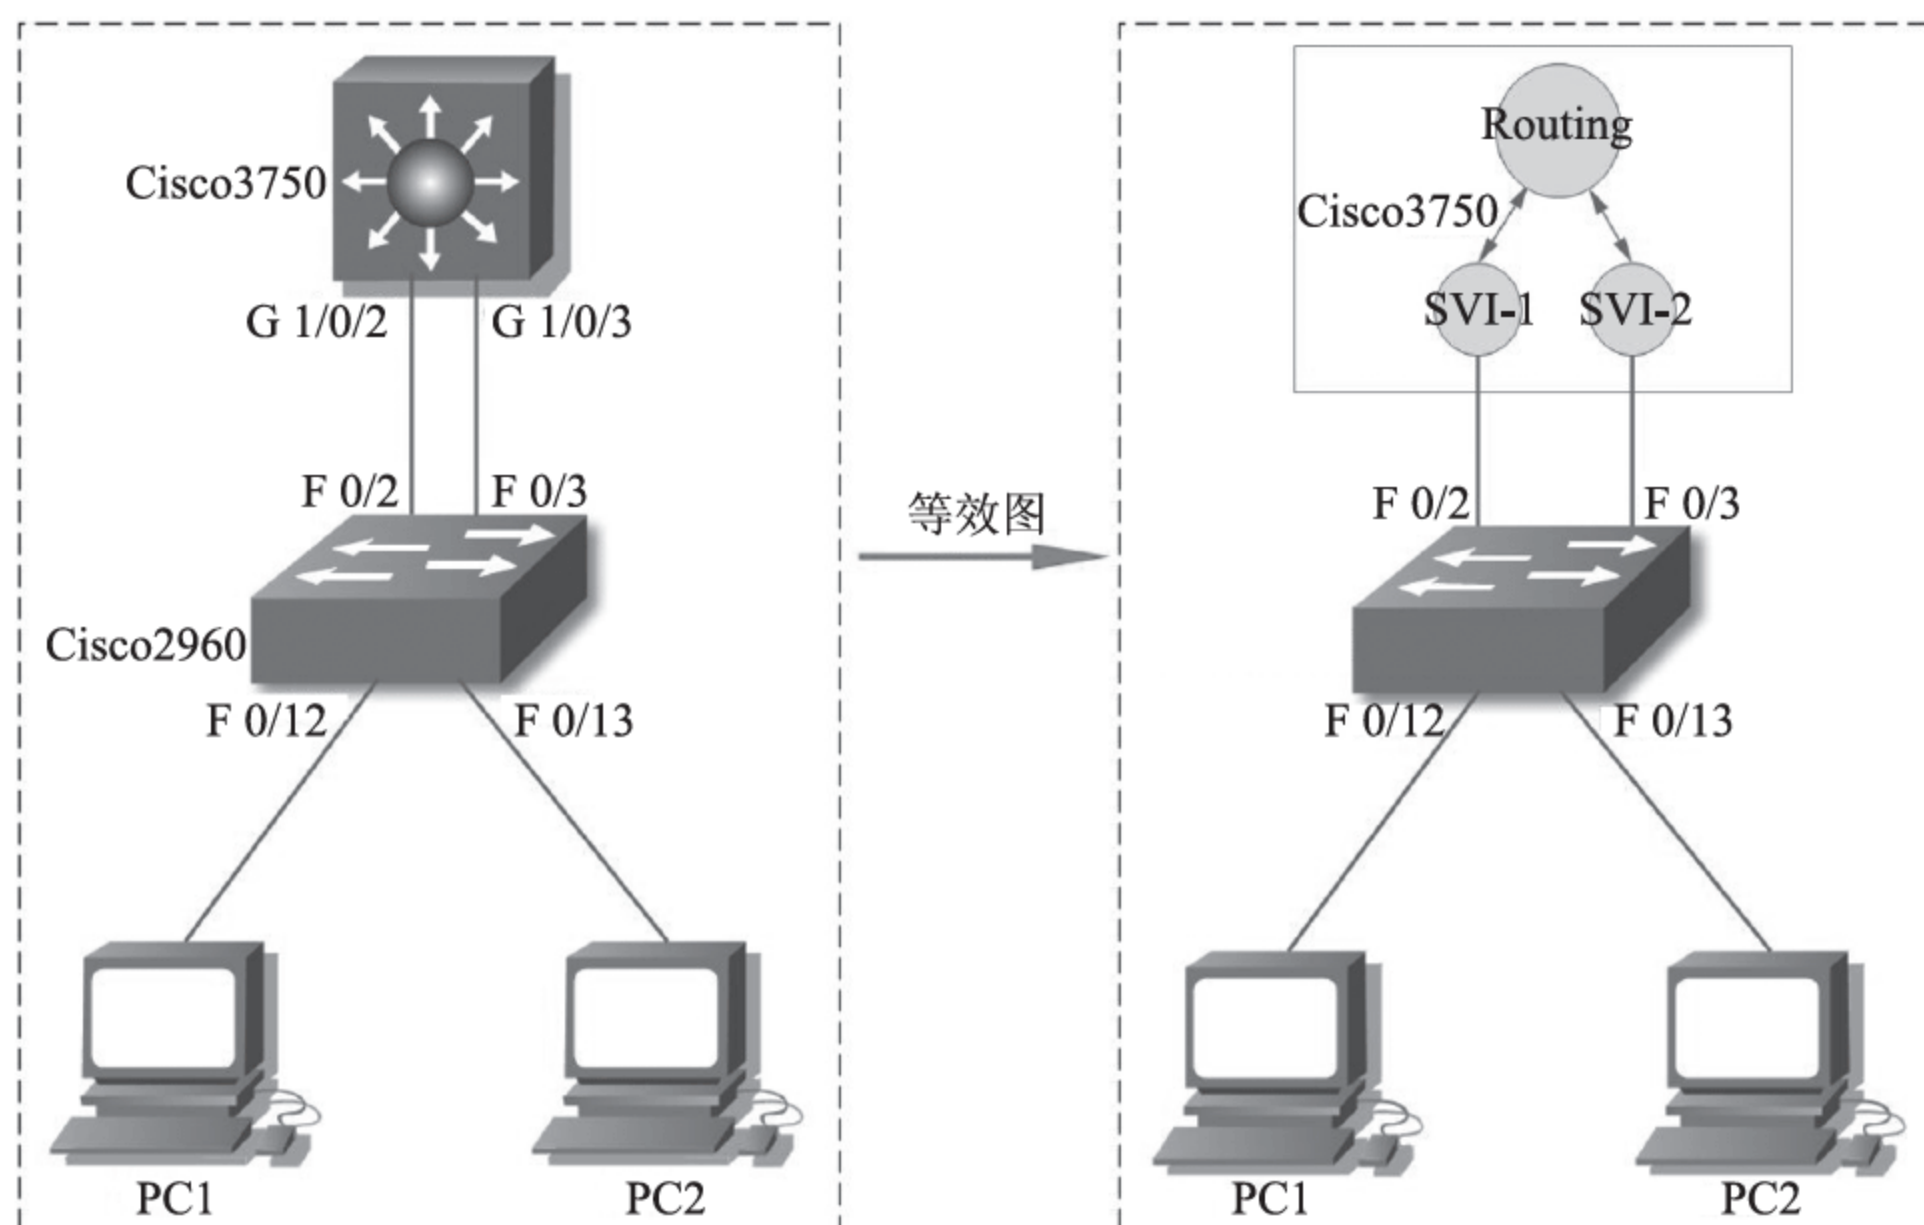 Cisco3750
G 1/0/2
G 1/0/3
F 0/2
F 0/3
Cisco2960
F 0/12
F 0/13
PC1
PC2
等效图
Routing
Cisco3750
SVI-1
SVI-2
F 0/2
F 0/3
F 0/12
F 0/13
PC1
PC2